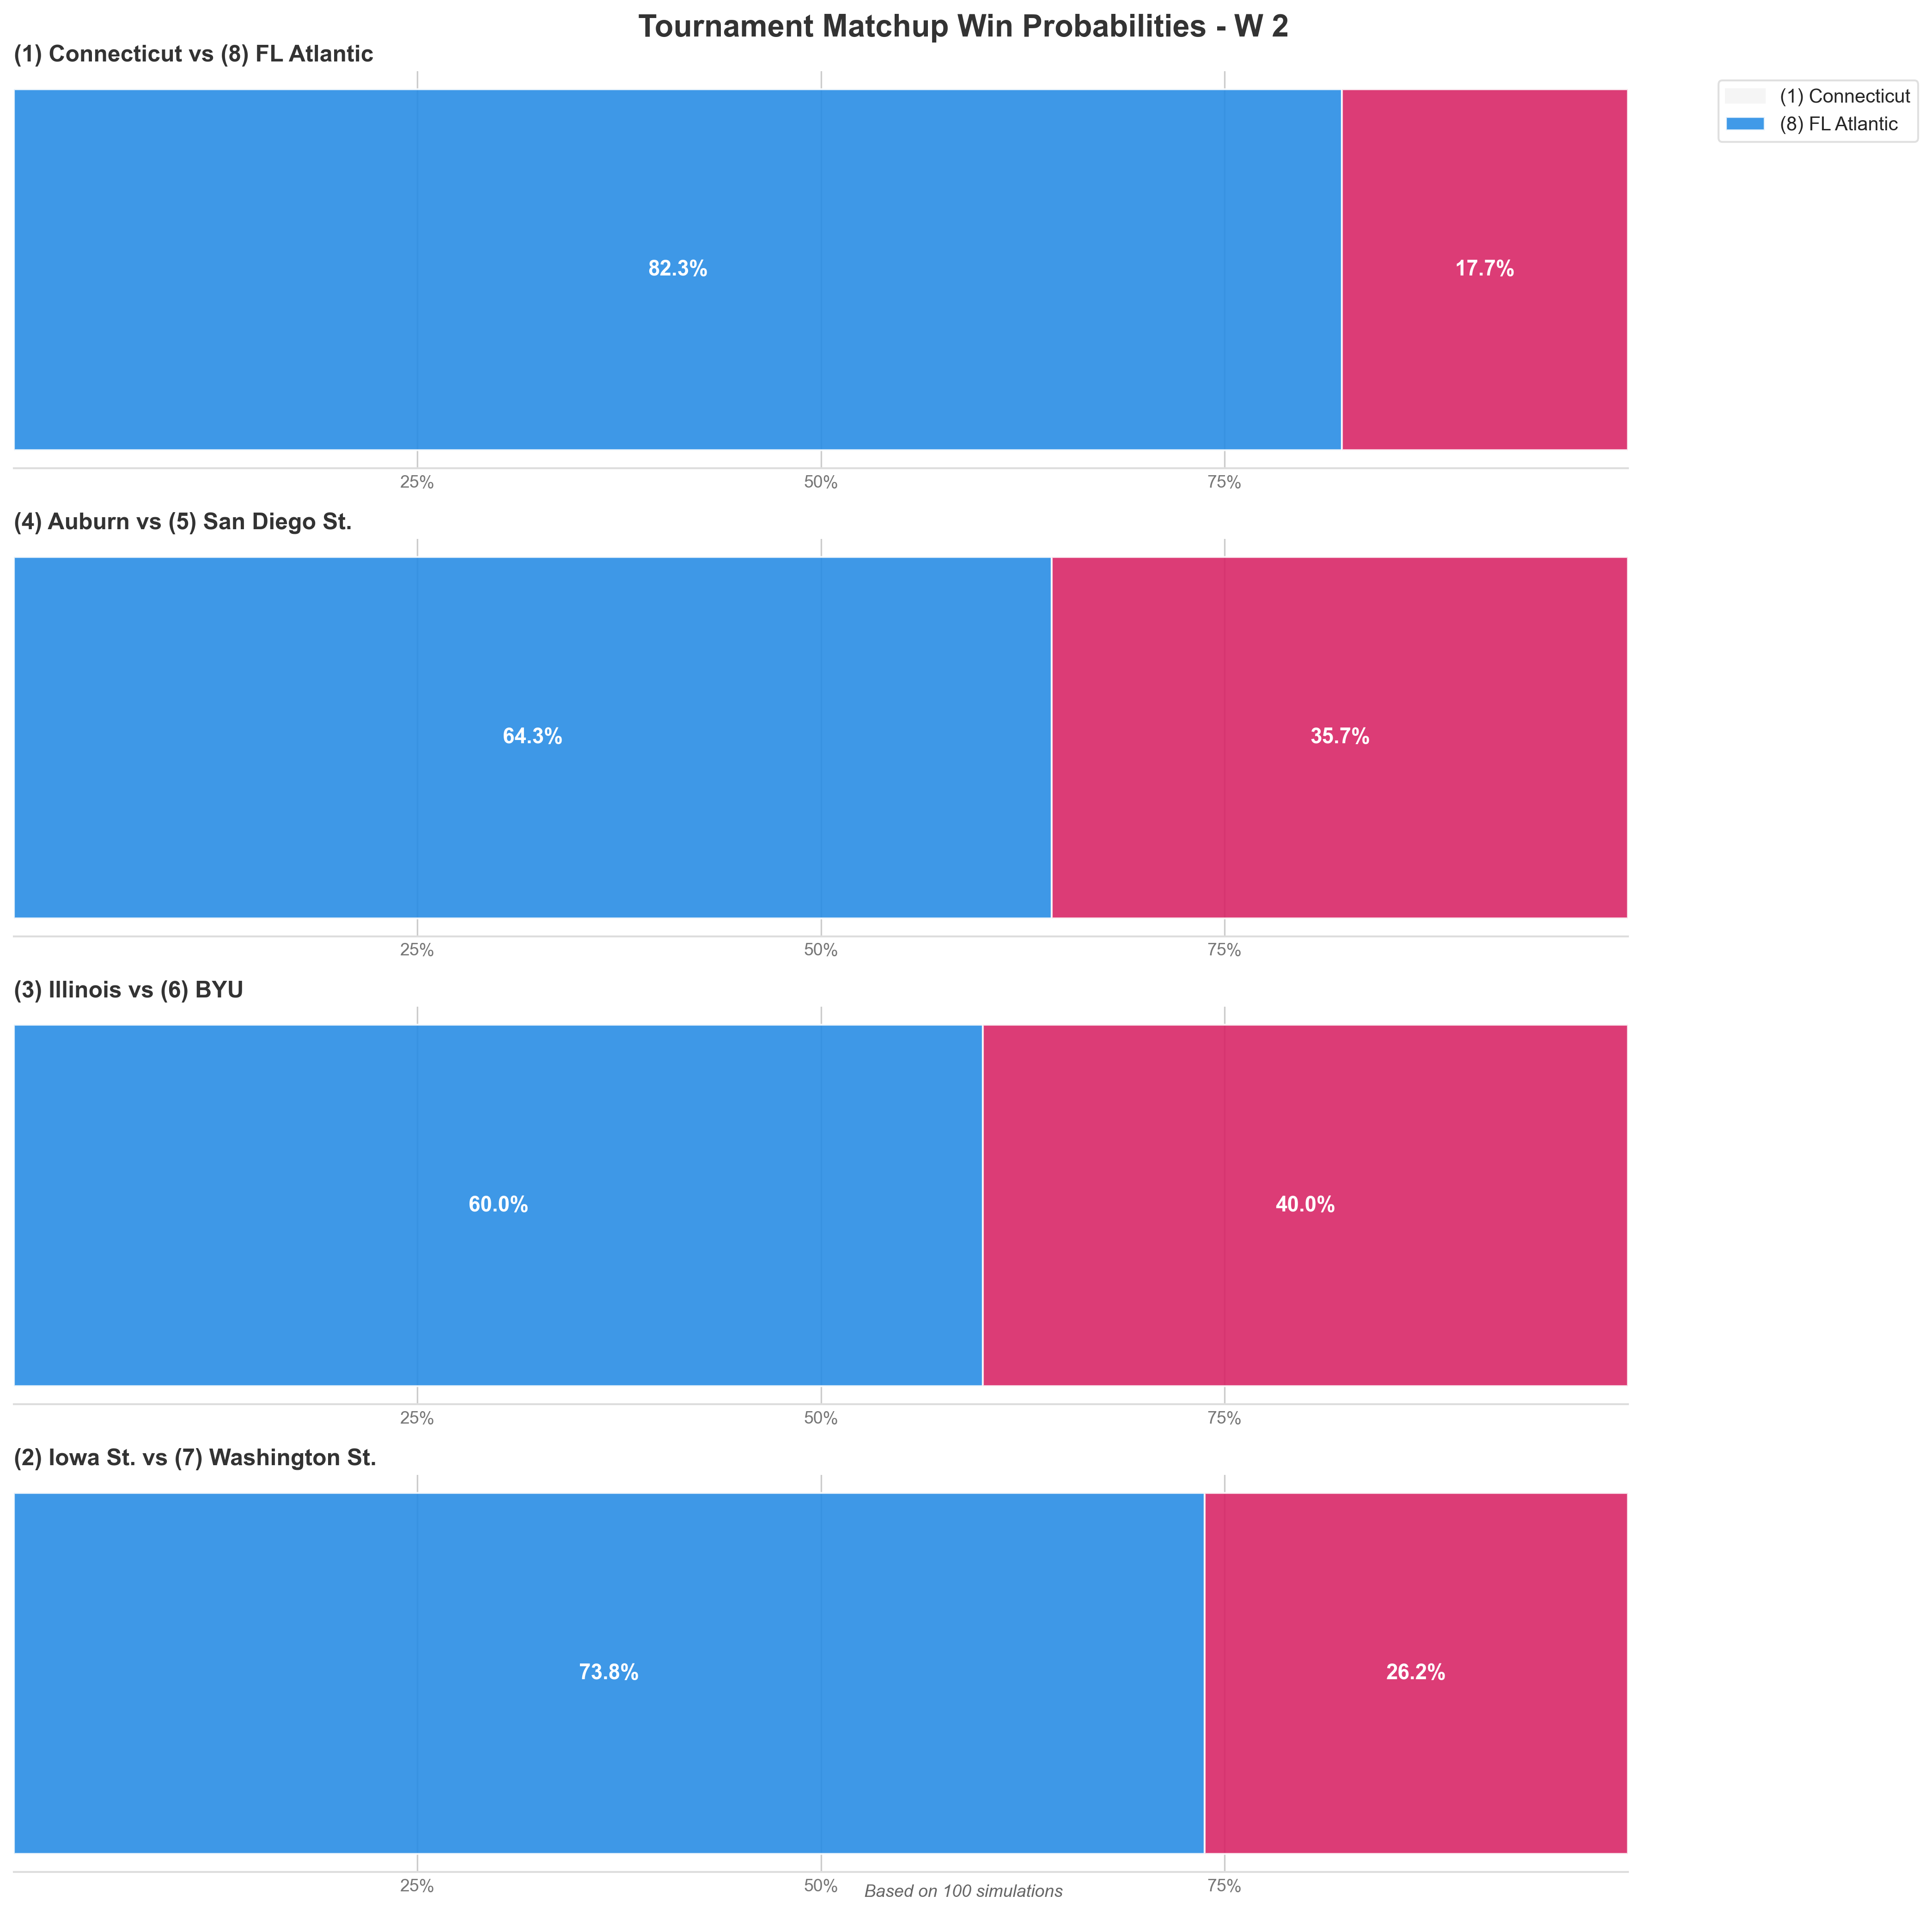 Tournament Matchup Win Probabilities - W 2
(1) Connecticut vs (8) FL Atlantic
(1) Connecticut
(8) FL Atlantic
82.3% 17.7%
25% 50% 75%
(4) Auburn vs (5) San Diego St.
64.3% 35.7%
25% 50% 75%
(3) Illinois vs (6) BYU
60.0% 40.0%
25% 50% 75%
(2) Iowa St. vs (7) Washington St.
73.8% 26.2%
25% 50% 75%
Based on 100 simulations